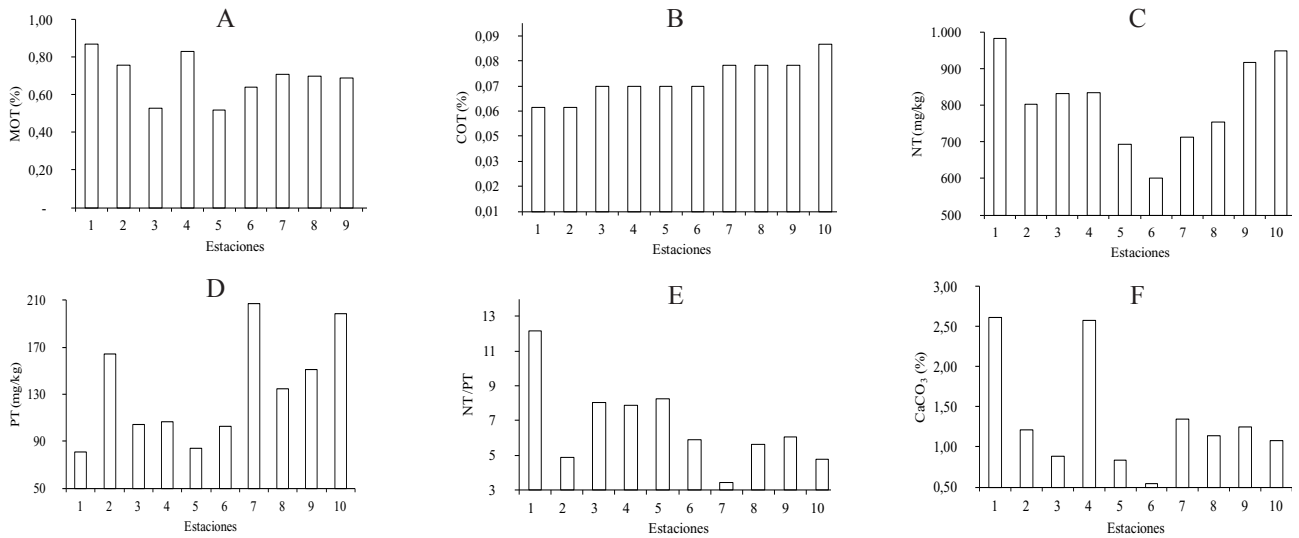 A
MOT (%)
1,00
0,80
0,60
0,40
0,20
-
1 2 3 4 5 6 7 8 9
Estaciones
B
COT (%)
0,09
0,07
0,06
0,04
0,03
0,01
1 2 3 4 5 6 7 8 9 10
Estaciones
C
NT (mg/kg)
1.000
900
800
700
600
500
1 2 3 4 5 6 7 8 9 10
Estaciones
D
PT (mg/kg)
210
170
130
90
50
1 2 3 4 5 6 7 8 9 10
Estaciones
E
NT/PT
13
11
9
7
5
3
1 2 3 4 5 6 7 8 9 10
Estaciones
F
CaCO₃ (%)
3,00
2,50
2,00
1,50
1,00
0,50
1 2 3 4 5 6 7 8 9 10
Estaciones